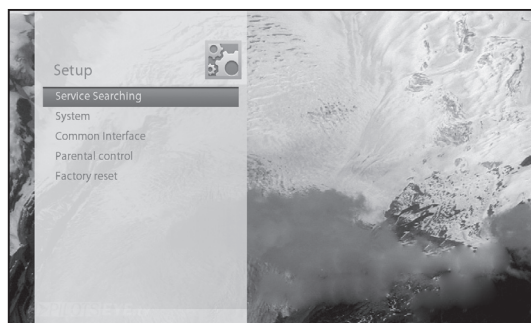 Setup
Service Searching
System
Common Interface
Parental control
Factory reset